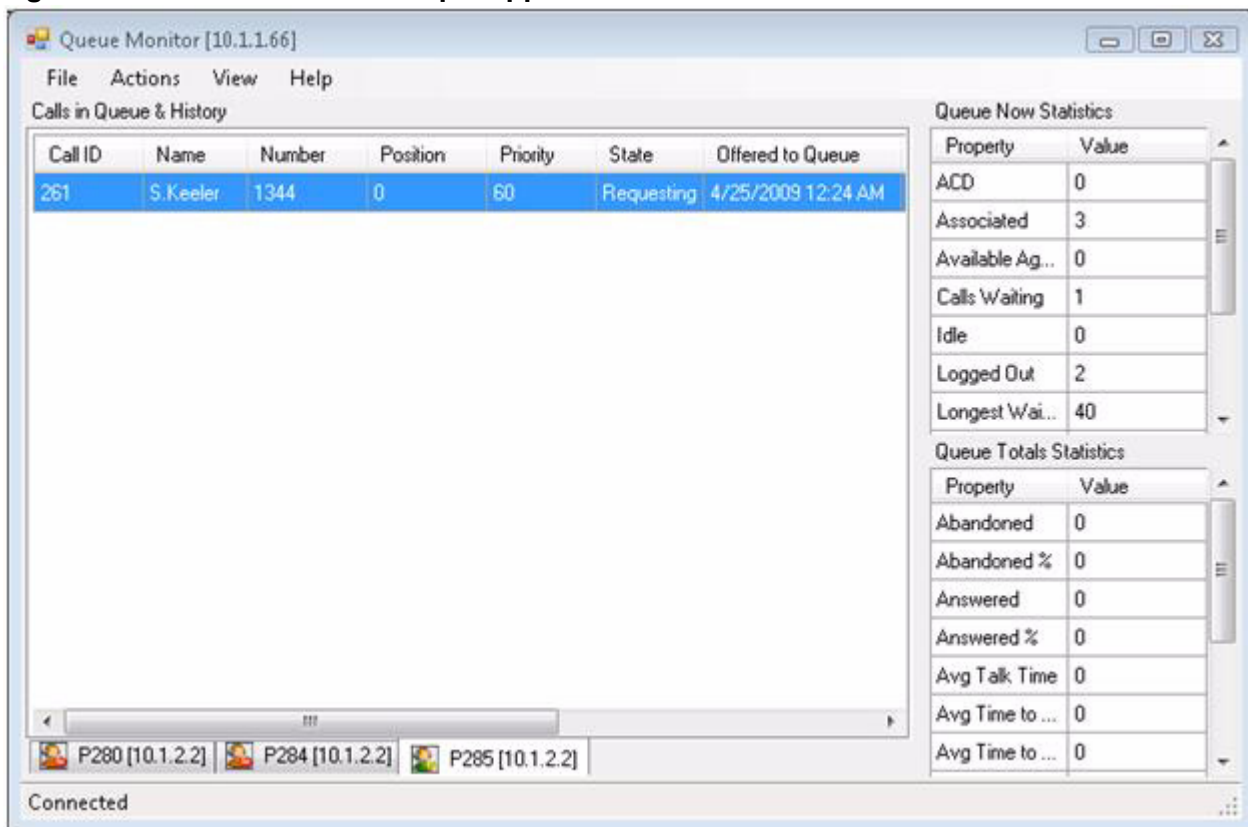 Queue Monitor [10.1.1.66]
File Actions View Help
Calls in Queue & History
Call ID Name Number Position Priority State Offered to Queue
261 S.Keeler 1344 0 60 Requesting 4/25/2009 12:24 AM
P280 [10.1.2.2] P284 [10.1.2.2] P285 [10.1.2.2]
Queue Now Statistics
Property Value
ACD 0
Associated 3
Available Ag... 0
Calls Waiting 1
Idle 0
Logged Out 2
Longest Wai... 40
Queue Totals Statistics
Property Value
Abandoned 0
Abandoned % 0
Answered 0
Answered % 0
Avg Talk Time 0
Avg Time to ... 0
Avg Time to ... 0
Connected